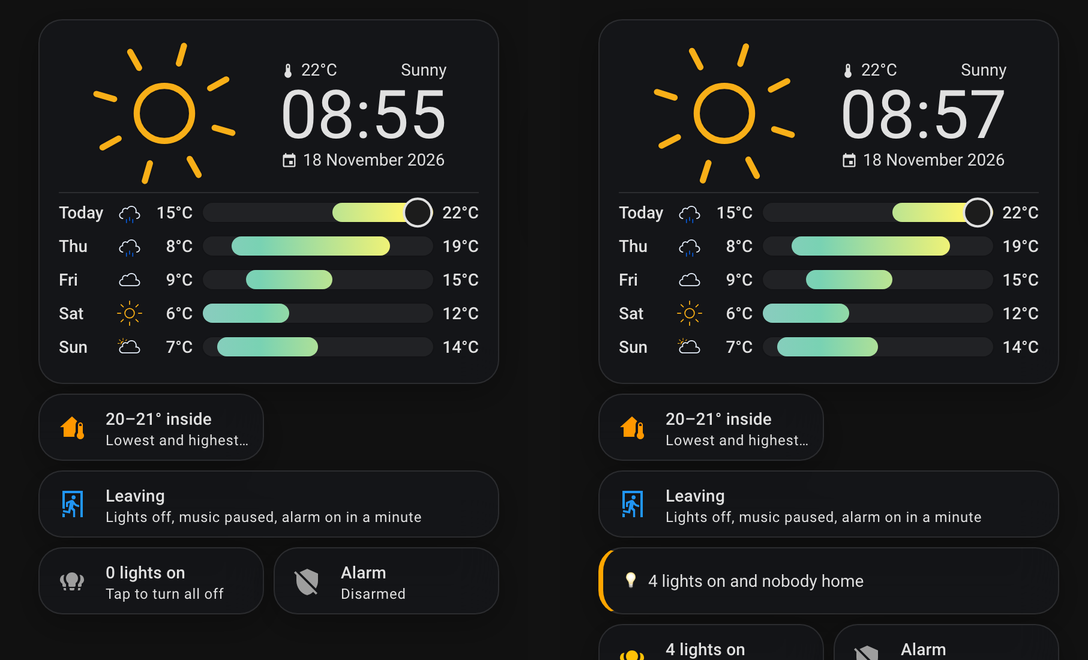 22°C Sunny
08:55
18 November 2026
Today 15°C 22°C
Thu 8°C 19°C
Fri 9°C 15°C
Sat 6°C 12°C
Sun 7°C 14°C
20–21° inside
Lowest and highest…
Leaving
Lights off, music paused, alarm on in a minute
0 lights on
Tap to turn all off
Alarm
Disarmed
22°C Sunny
08:57
18 November 2026
Today 15°C 22°C
Thu 8°C 19°C
Fri 9°C 15°C
Sat 6°C 12°C
Sun 7°C 14°C
20–21° inside
Lowest and highest…
Leaving
Lights off, music paused, alarm on in a minute
4 lights on and nobody home
4 lights on
Alarm